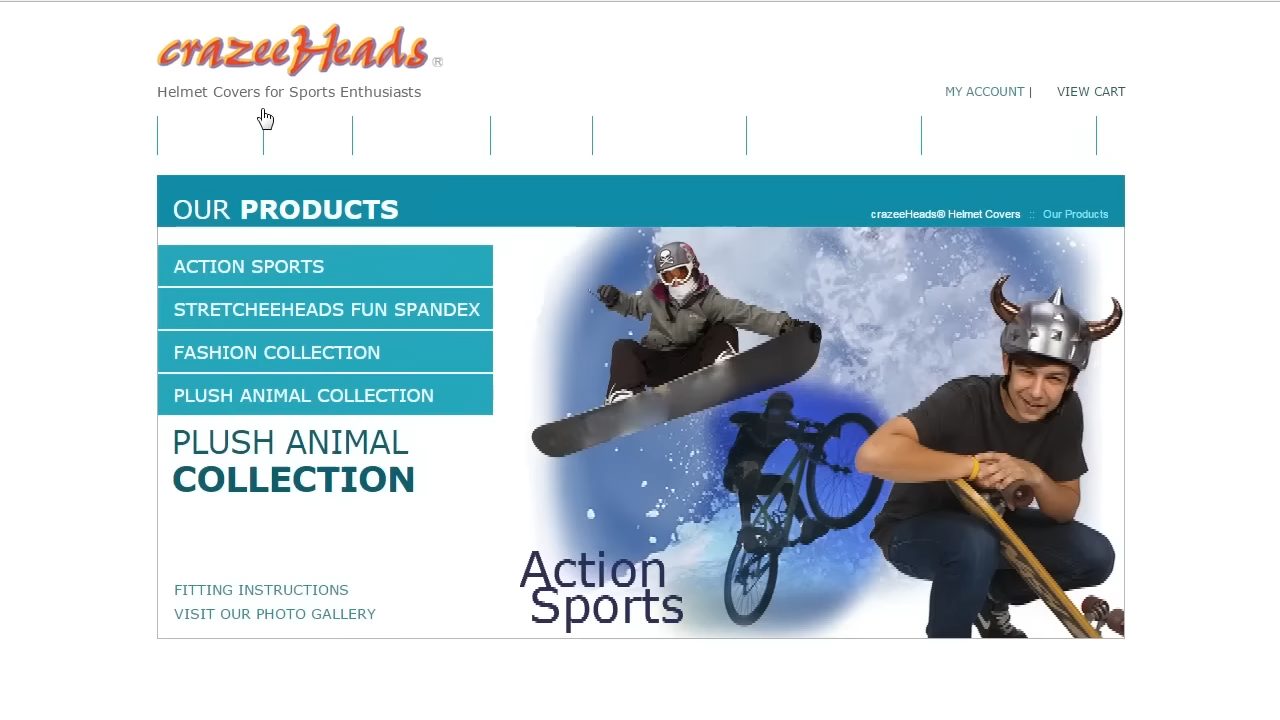 crazeeHeads®
Helmet Covers for Sports Enthusiasts
MY ACCOUNT | VIEW CART
OUR PRODUCTS
crazeeHeads® Helmet Covers :: Our Products
ACTION SPORTS
STRETCHEEHEADS FUN SPANDEX
FASHION COLLECTION
PLUSH ANIMAL COLLECTION
PLUSH ANIMAL
COLLECTION
FITTING INSTRUCTIONS
VISIT OUR PHOTO GALLERY
Action
Sports